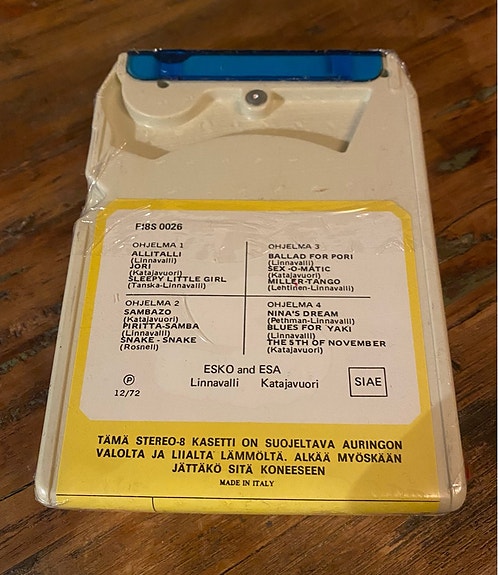 F!8S 0026
OHJELMA 1
ALLITALLI
(Linnavalli)
JORI
(Katajavuori)
SLEEPY LITTLE GIRL
(Tanska-Linnavalli)
OHJELMA 3
BALLAD FOR PORI
(Linnavalli)
SEX-O-MATIC
(Katajavuori)
MILLER-TANGO
(Lehtinen-Linnavalli)
OHJELMA 2
SAMBAZO
(Katajavuori)
PIRITTA-SAMBA
(Linnavalli)
SNAKE - SNAKE
(Rosnell)
OHJELMA 4
NINA'S DREAM
(Pethman-Linnavalli)
BLUES FOR YAKI
(Linnavalli)
THE 5TH OF NOVEMBER
(Katajavuori)
ESKO and ESA
Linnavalli Katajavuori
Ⓟ
12/72
SIAE
TÄMÄ STEREO-8 KASETTI ON SUOJELTAVA AURINGON
VALOLTA JA LIIALTA LÄMMÖLTÄ. ALKÄÄ MYÖSKÄÄN
JÄTTÄKÖ SITÄ KONEESEEN
MADE IN ITALY